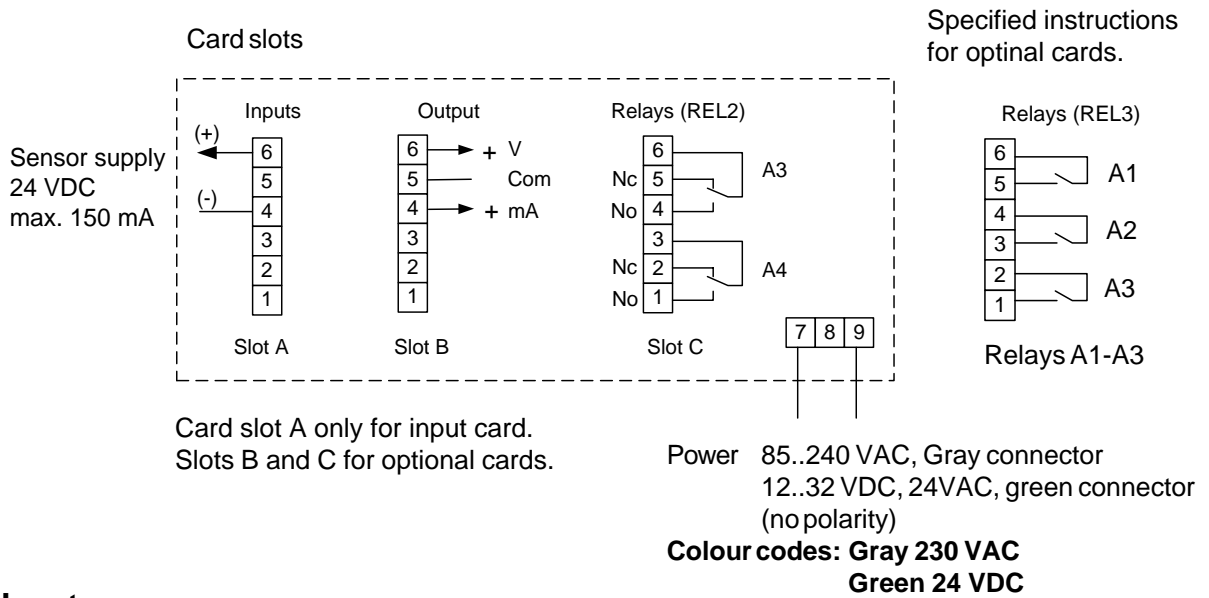 Card slots
Specified instructions
for optinal cards.
Inputs
Output
Relays (REL2)
Relays (REL3)
Sensor supply
24 VDC
max. 150 mA
(+)
(-)
6
5
4
3
2
1
Slot A
6
5
4
3
2
1
+ V
Com
+ mA
Slot B
6
Nc 5
No 4
3
Nc 2
No 1
A3
A4
Slot C
7 8 9
6
5
4
3
2
1
A1
A2
A3
Relays A1-A3
Card slot A only for input card.
Slots B and C for optional cards.
Power 85..240 VAC, Gray connector
12..32 VDC, 24VAC, green connector
(no polarity)
Colour codes: Gray 230 VAC
Green 24 VDC